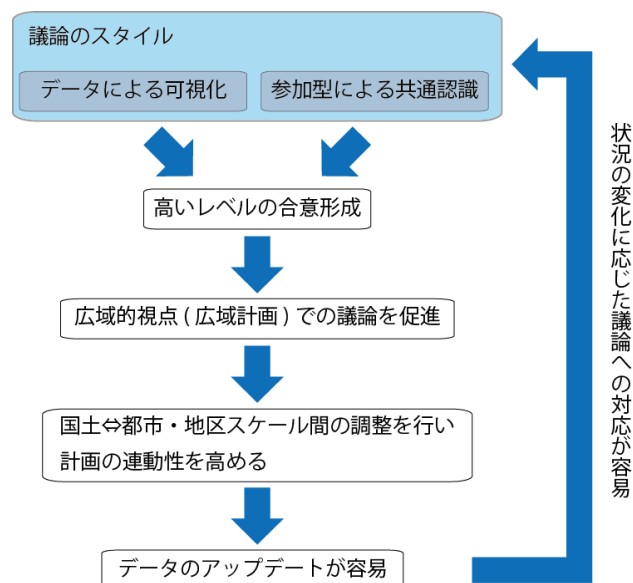 議論のスタイル
データによる可視化
参加型による共通認識
高いレベルの合意形成
広域的視点(広域計画)での議論を促進
国土⇔都市・地区スケール間の調整を行い
計画の連動性を高める
データのアップデートが容易
状況の変化に応じた議論への対応が容易